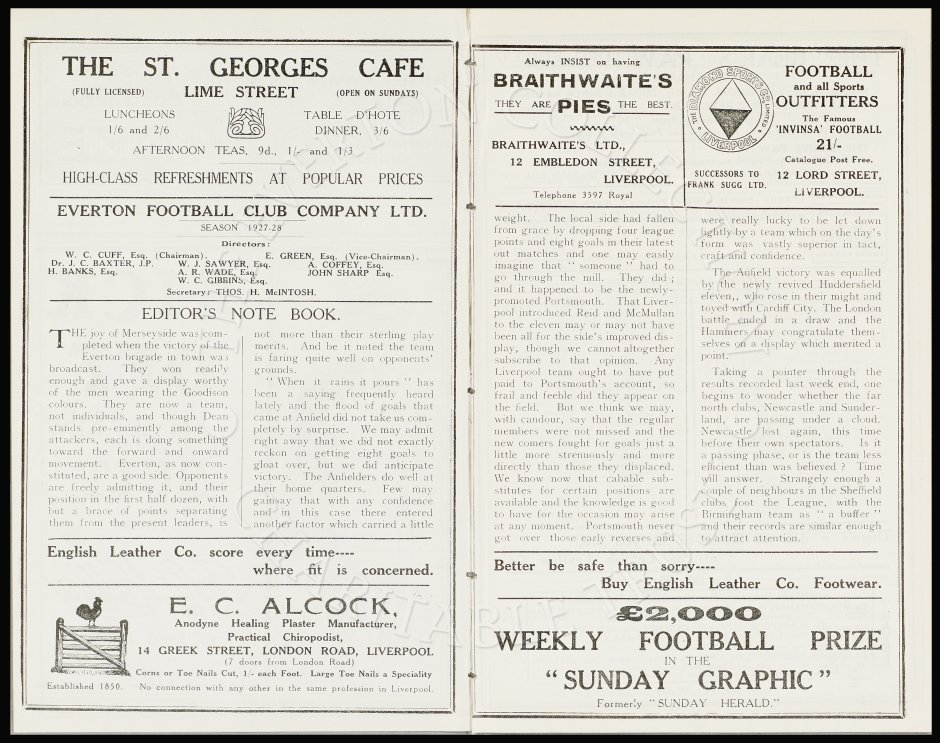 THE ST. GEORGES CAFE
(FULLY LICENSED) LIME STREET (OPEN ON SUNDAYS)
LUNCHEONS
1/6 and 2/6
TABLE D'HOTE
DINNER, 3/6
AFTERNOON TEAS, 9d., 1/- and 1/3
HIGH-CLASS REFRESHMENTS AT POPULAR PRICES
EVERTON FOOTBALL CLUB COMPANY LTD.
SEASON 1927-28
Directors:
W. C. CUFF, Esq. (Chairman). E. GREEN, Esq. (Vice-Chairman).
Dr. J. C. BAXTER, J.P. W. J. SAWYER, Esq. A. COFFEY, Esq.
H. BANKS, Esq. A. R. WADE, Esq. JOHN SHARP Esq.
W. C. GIBBINS, Esq.
Secretary: THOS. H. McINTOSH.
EDITOR'S NOTE BOOK.
THE joy of Merseyside was com-
pleted when the victory of the
Everton brigade in town was
broadcast. They won readily
enough and gave a display worthy
of the men wearing the Goodison
colours. They are now a team,
not individuals, and though Dean
stands pre-eminently among the
attackers, each is doing something
toward the forward and onward
movement. Everton, as now con-
stituted, are a good side. Opponents
are freely admitting it, and their
position in the first half dozen, with
but a brace of points separating
them from the present leaders, is
not more than their sterling play
merits. And be it noted the team
is faring quite well on opponents'
grounds.
" When it rains it pours " has
been a saying frequently heard
lately and the flood of goals that
came at Anfield did not take us com-
pletely by surprise. We may admit
right away that we did not exactly
reckon on getting eight goals to
gloat over, but we did anticipate
victory. The Anfielders do well at
their home quarters. Few may
gainsay that with any confidence
and in this case there entered
another factor which carried a little
English Leather Co. score every time----
where fit is concerned.
E. C. ALCOCK,
Anodyne Healing Plaster Manufacturer,
Practical Chiropodist,
14 GREEK STREET, LONDON ROAD, LIVERPOOL
(7 doors from London Road)
Corns or Toe Nails Cut, 1/- each Foot. Large Toe Nails a Speciality
Established 1850. No connection with any other in the same profession in Liverpool.
Always INSIST on having
BRAITHWAITE'S
THEY ARE PIES THE BEST.
BRAITHWAITE'S LTD.,
12 EMBLEDON STREET,
LIVERPOOL.
Telephone 3597 Royal
THE DIAMOND SPORTS CO. LIMITED
LIVERPOOL
SUCCESSORS TO
FRANK SUGG LTD.
FOOTBALL
and all Sports
OUTFITTERS
The Famous
'INVINSA' FOOTBALL
21/-
Catalogue Post Free.
12 LORD STREET,
LIVERPOOL.
weight. The local side had fallen
from grace by dropping four league
points and eight goals in their latest
out matches and one may easily
imagine that " someone " had to
go through the mill. They did ;
and it happened to be the newly-
promoted Portsmouth. That Liver-
pool introduced Reid and McMullan
to the eleven may or may not have
been all for the side's improved dis-
play, though we cannot altogether
subscribe to that opinion. Any
Liverpool team ought to have put
paid to Portsmouth's account, so
frail and feeble did they appear on
the field. But we think we may,
with candour, say that the regular
members were not missed and the
new comers fought for goals just a
little more strenuously and more
directly than those they displaced.
We know now that cabable sub-
stitutes for certain positions are
available and the knowledge is good
to have for the occasion may arise
at any moment. Portsmouth never
got over those early reverses and
were really lucky to be let down
lightly by a team which on the day's
form was vastly superior in tact,
craft and confidence.
The Anfield victory was equalled
by the newly revived Huddersfield
eleven,, who rose in their might and
toyed with Cardiff City. The London
battle ended in a draw and the
Hammers may congratulate them-
selves on a display which merited a
point.
Taking a pointer through the
results recorded last week end, one
begins to wonder whether the far
north clubs, Newcastle and Sunder-
land, are passing under a cloud.
Newcastle lost again, this time
before their own spectators. Is it
a passing phase, or is the team less
efficient than was believed ? Time
will answer. Strangely enough a
couple of neighbours in the Sheffield
clubs foot the League, with the
Birmingham team as " a buffer "
and their records are similar enough
to attract attention.
Better be safe than sorry----
Buy English Leather Co. Footwear.
£2,000
WEEKLY FOOTBALL PRIZE
IN THE
"SUNDAY GRAPHIC"
Formerly "SUNDAY HERALD."